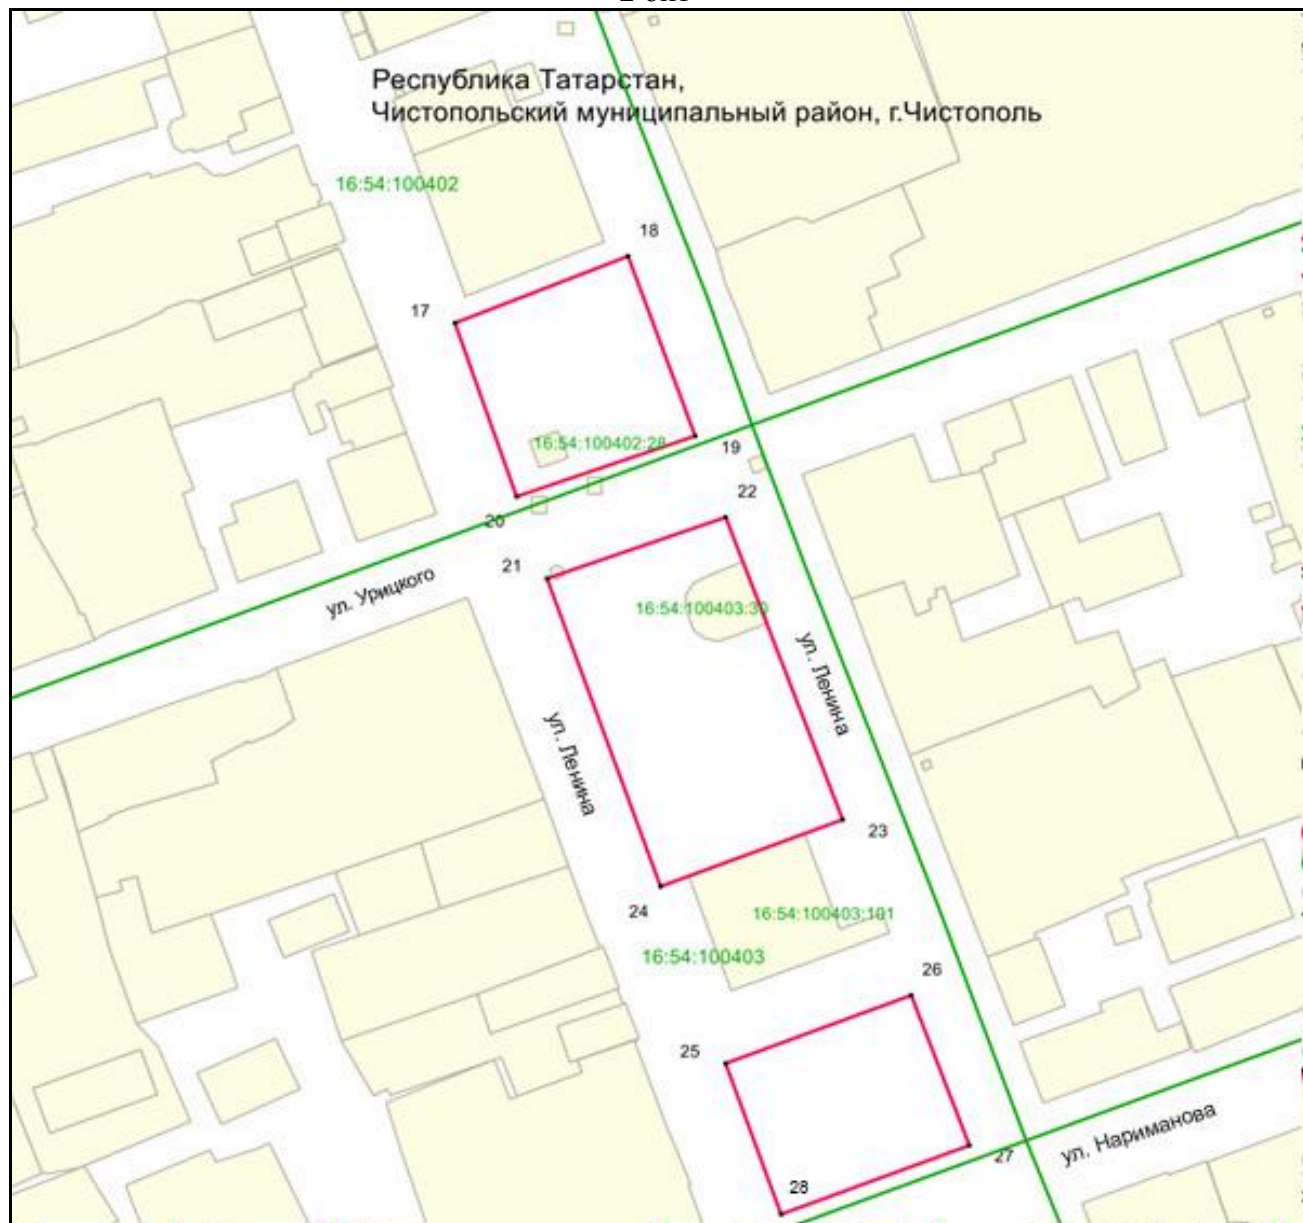 Республика Татарстан,
Чистопольский муниципальный район, г.Чистополь
16:54:100402
18
17
16:54:100402:28
19
22
20
21
ул. Урицкого
16:54:100403:30
ул. Ленина
ул. Ленина
23
24
16:54:100403:101
16:54:100403
26
25
ул. Нариманова
27
28